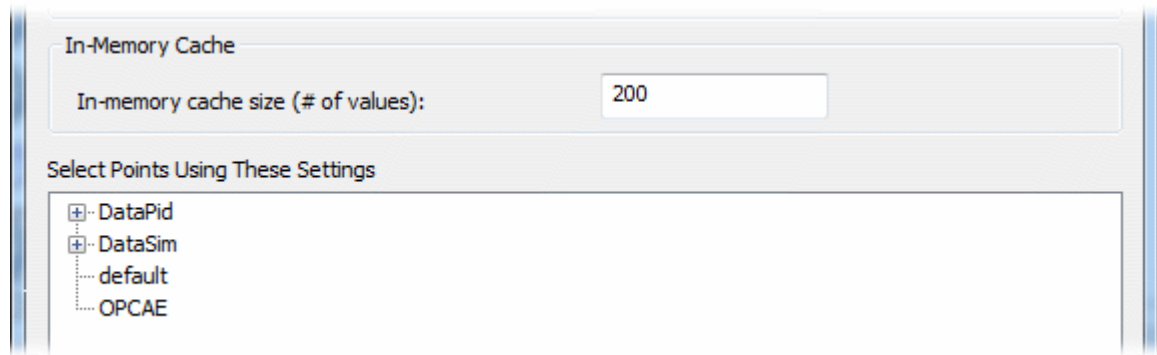 In-Memory Cache
In-memory cache size (# of values): 200
Select Points Using These Settings
DataPid
DataSim
default
OPCAE